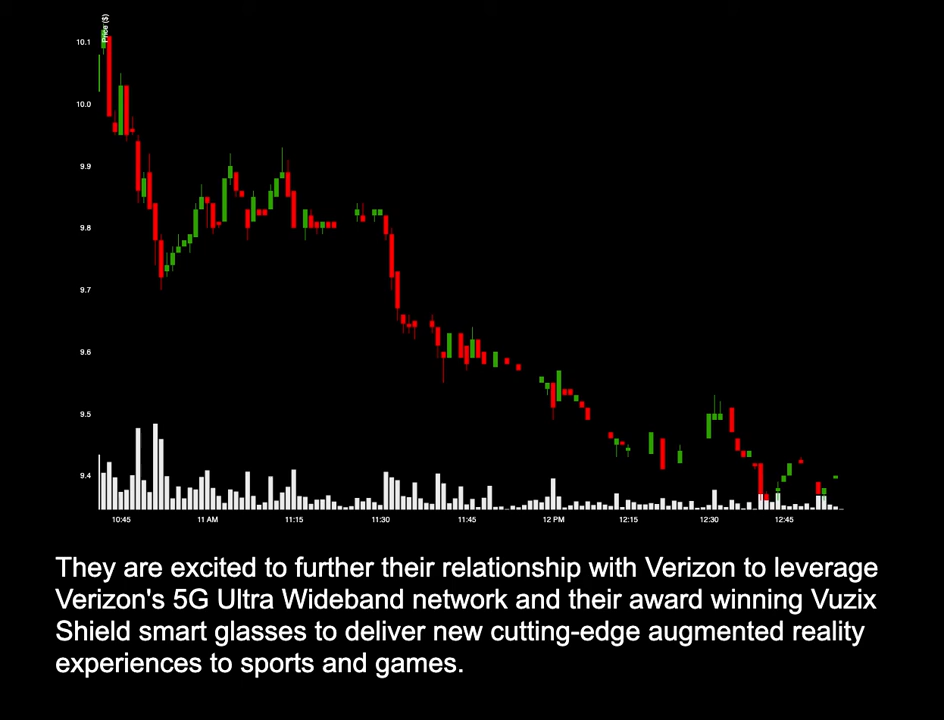 Price ($)
10.1
10.0
9.9
9.8
9.7
9.6
9.5
9.4
10:45 11 AM 11:15 11:30 11:45 12 PM 12:15 12:30 12:45
They are excited to further their relationship with Verizon to leverage
Verizon's 5G Ultra Wideband network and their award winning Vuzix
Shield smart glasses to deliver new cutting-edge augmented reality
experiences to sports and games.